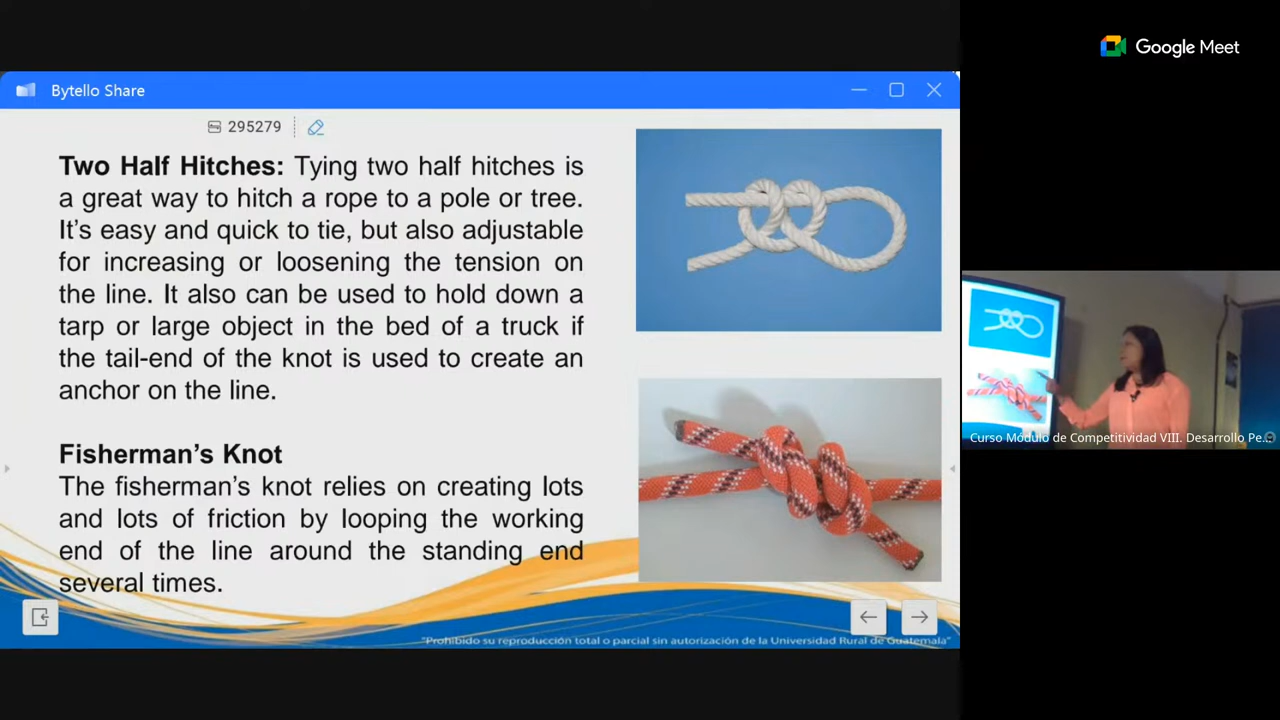 Google Meet
Bytello Share
295279
Two Half Hitches: Tying two half hitches is
a great way to hitch a rope to a pole or tree.
It's easy and quick to tie, but also adjustable
for increasing or loosening the tension on
the line. It also can be used to hold down a
tarp or large object in the bed of a truck if
the tail-end of the knot is used to create an
anchor on the line.
Fisherman's Knot
The fisherman's knot relies on creating lots
and lots of friction by looping the working
end of the line around the standing end
several times.
"Prohibido su reproducción total o parcial sin autorización de la Universidad Rural de Guatemala"
Curso Módulo de Competitividad VIII. Desarrollo Pe...